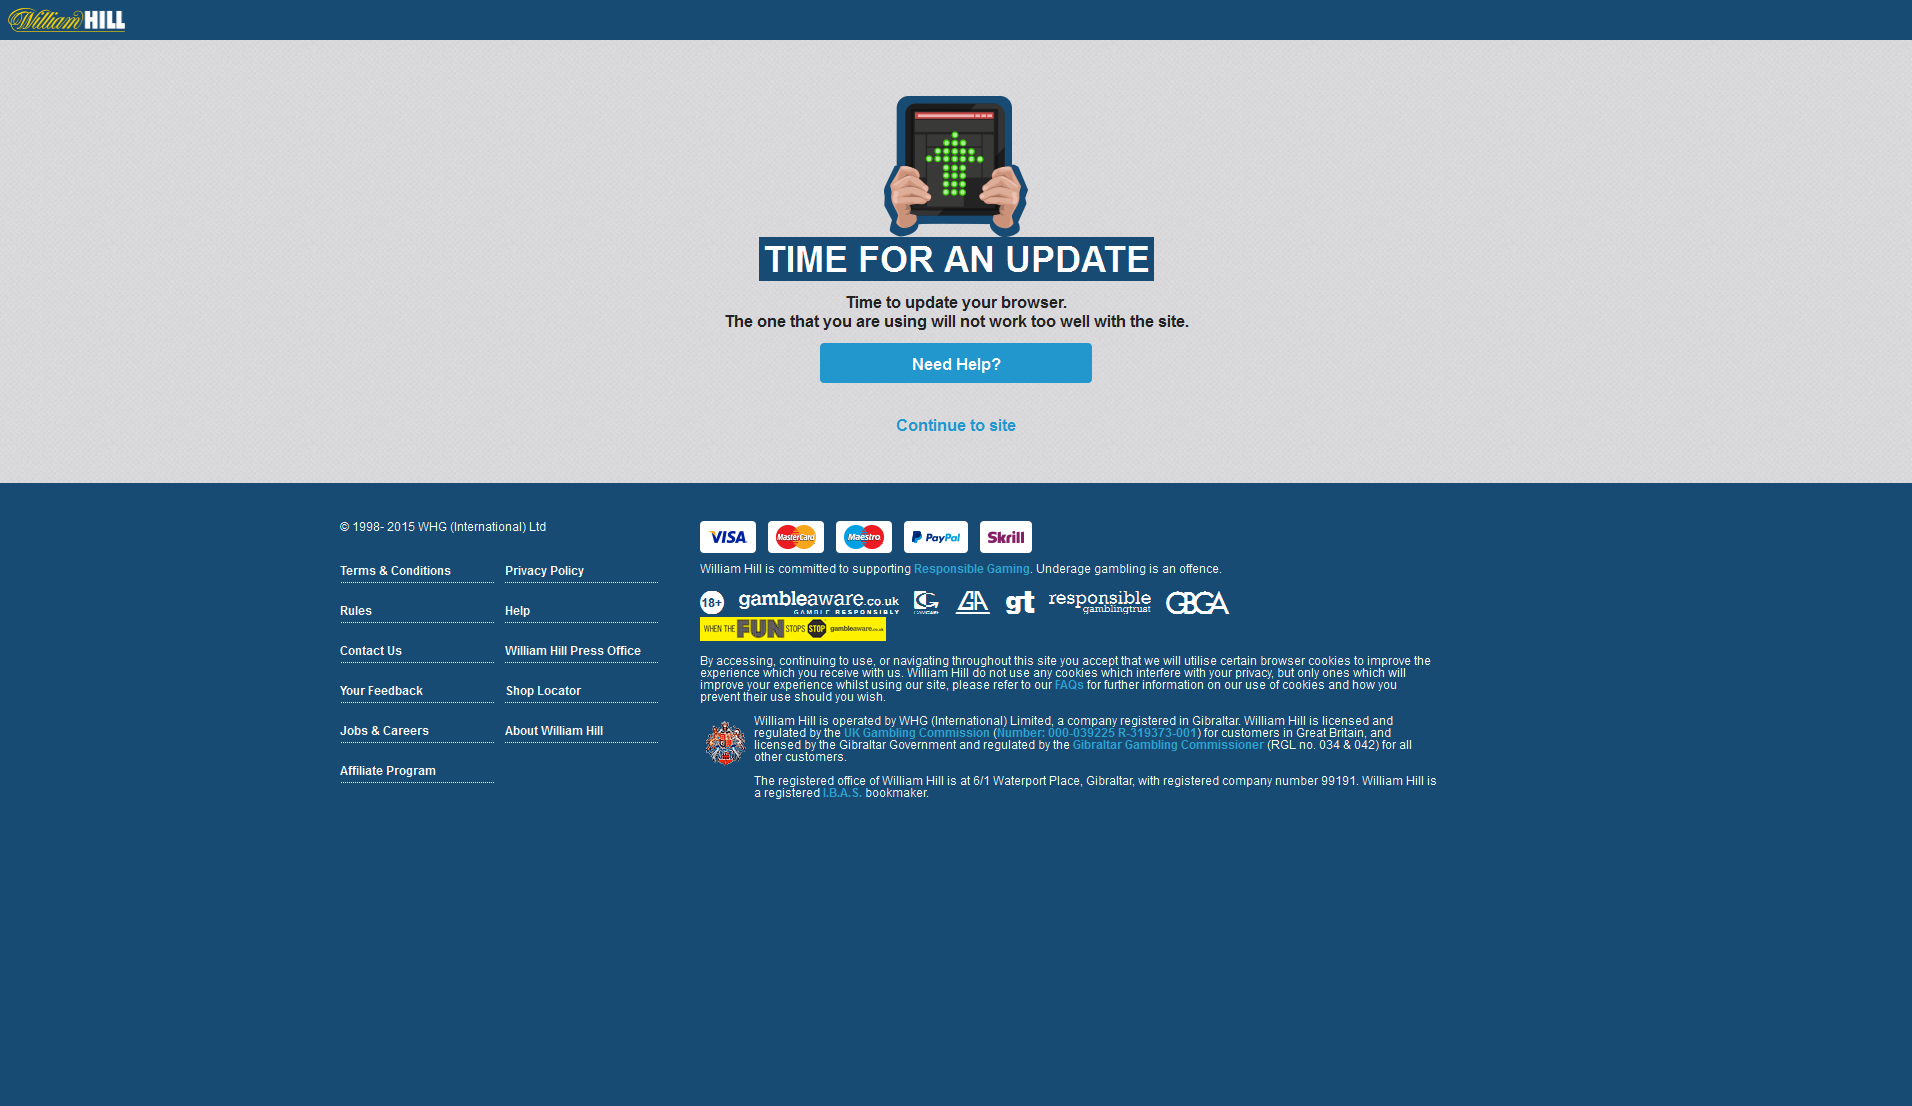 William HILL
TIME FOR AN UPDATE
Time to update your browser.
The one that you are using will not work too well with the site.
Need Help?
Continue to site
© 1998- 2015 WHG (International) Ltd
Terms & Conditions
Privacy Policy
Rules
Help
Contact Us
William Hill Press Office
Your Feedback
Shop Locator
Jobs & Careers
About William Hill
Affiliate Program
VISA MasterCard Maestro PayPal Skrill
William Hill is committed to supporting Responsible Gaming. Underage gambling is an offence.
18+ gambleaware.co.uk GA gt responsible GBGA
GAMBLE RESPONSIBLY gamblingtrust
WHEN THE FUN STOPS STOP gambleaware.co.uk
By accessing, continuing to use, or navigating throughout this site you accept that we will utilise certain browser cookies to improve the
experience which you receive with us. William Hill do not use any cookies which interfere with your privacy, but only ones which will
improve your experience whilst using our site, please refer to our FAQs for further information on our use of cookies and how you
prevent their use should you wish.
William Hill is operated by WHG (International) Limited, a company registered in Gibraltar. William Hill is licensed and
regulated by the UK Gambling Commission (Number: 000-039225 R-319373-001) for customers in Great Britain, and
licensed by the Gibraltar Government and regulated by the Gibraltar Gambling Commissioner (RGL no. 034 & 042) for all
other customers.
The registered office of William Hill is at 6/1 Waterport Place, Gibraltar, with registered company number 99191. William Hill is
a registered I.B.A.S. bookmaker.